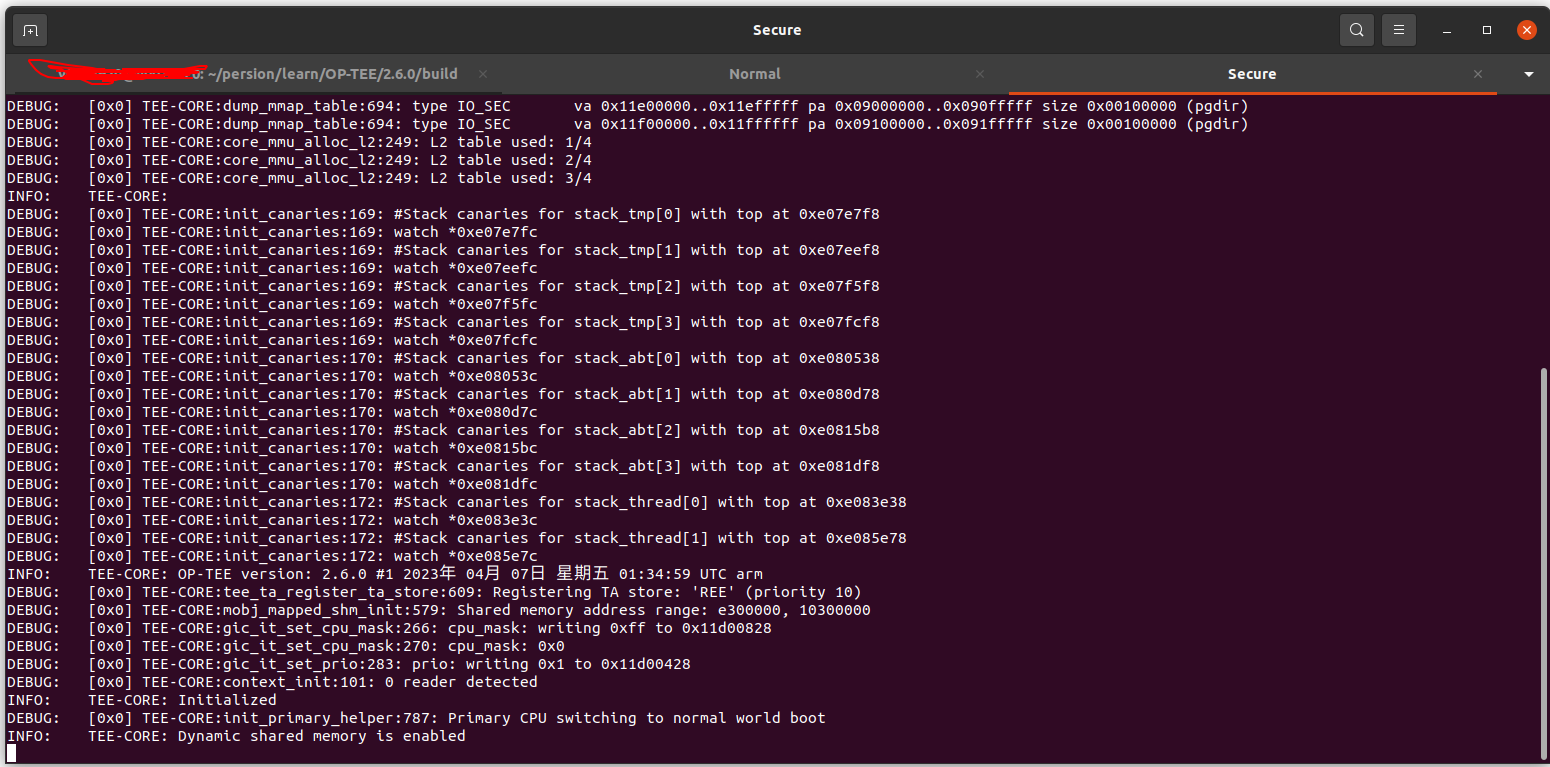 Secure
0: ~/persion/learn/OP-TEE/2.6.0/build
Normal
Secure
DEBUG: [0x0] TEE-CORE:dump_mmap_table:694: type IO_SEC va 0x11e00000..0x11efffff pa 0x09000000..0x090fffff size 0x00100000 (pgdir)
DEBUG: [0x0] TEE-CORE:dump_mmap_table:694: type IO_SEC va 0x11f00000..0x11ffffff pa 0x09100000..0x091fffff size 0x00100000 (pgdir)
DEBUG: [0x0] TEE-CORE:core_mmu_alloc_l2:249: L2 table used: 1/4
DEBUG: [0x0] TEE-CORE:core_mmu_alloc_l2:249: L2 table used: 2/4
DEBUG: [0x0] TEE-CORE:core_mmu_alloc_l2:249: L2 table used: 3/4
INFO: TEE-CORE:
DEBUG: [0x0] TEE-CORE:init_canaries:169: #Stack canaries for stack_tmp[0] with top at 0xe07e7f8
DEBUG: [0x0] TEE-CORE:init_canaries:169: watch *0xe07e7fc
DEBUG: [0x0] TEE-CORE:init_canaries:169: #Stack canaries for stack_tmp[1] with top at 0xe07eef8
DEBUG: [0x0] TEE-CORE:init_canaries:169: watch *0xe07eefc
DEBUG: [0x0] TEE-CORE:init_canaries:169: #Stack canaries for stack_tmp[2] with top at 0xe07f5f8
DEBUG: [0x0] TEE-CORE:init_canaries:169: watch *0xe07f5fc
DEBUG: [0x0] TEE-CORE:init_canaries:169: #Stack canaries for stack_tmp[3] with top at 0xe07fcf8
DEBUG: [0x0] TEE-CORE:init_canaries:169: watch *0xe07fcfc
DEBUG: [0x0] TEE-CORE:init_canaries:170: #Stack canaries for stack_abt[0] with top at 0xe080538
DEBUG: [0x0] TEE-CORE:init_canaries:170: watch *0xe08053c
DEBUG: [0x0] TEE-CORE:init_canaries:170: #Stack canaries for stack_abt[1] with top at 0xe080d78
DEBUG: [0x0] TEE-CORE:init_canaries:170: watch *0xe080d7c
DEBUG: [0x0] TEE-CORE:init_canaries:170: #Stack canaries for stack_abt[2] with top at 0xe0815b8
DEBUG: [0x0] TEE-CORE:init_canaries:170: watch *0xe0815bc
DEBUG: [0x0] TEE-CORE:init_canaries:170: #Stack canaries for stack_abt[3] with top at 0xe081df8
DEBUG: [0x0] TEE-CORE:init_canaries:170: watch *0xe081dfc
DEBUG: [0x0] TEE-CORE:init_canaries:172: #Stack canaries for stack_thread[0] with top at 0xe083e38
DEBUG: [0x0] TEE-CORE:init_canaries:172: watch *0xe083e3c
DEBUG: [0x0] TEE-CORE:init_canaries:172: #Stack canaries for stack_thread[1] with top at 0xe085e78
DEBUG: [0x0] TEE-CORE:init_canaries:172: watch *0xe085e7c
INFO: TEE-CORE: OP-TEE version: 2.6.0 #1 2023年 04月 07日 星期五 01:34:59 UTC arm
DEBUG: [0x0] TEE-CORE:tee_ta_register_ta_store:609: Registering TA store: 'REE' (priority 10)
DEBUG: [0x0] TEE-CORE:mobj_mapped_shm_init:579: Shared memory address range: e300000, 10300000
DEBUG: [0x0] TEE-CORE:gic_it_set_cpu_mask:266: cpu_mask: writing 0xff to 0x11d00828
DEBUG: [0x0] TEE-CORE:gic_it_set_cpu_mask:270: cpu_mask: 0x0
DEBUG: [0x0] TEE-CORE:gic_it_set_prio:283: prio: writing 0x1 to 0x11d00428
DEBUG: [0x0] TEE-CORE:context_init:101: 0 reader detected
INFO: TEE-CORE: Initialized
DEBUG: [0x0] TEE-CORE:init_primary_helper:787: Primary CPU switching to normal world boot
INFO: TEE-CORE: Dynamic shared memory is enabled